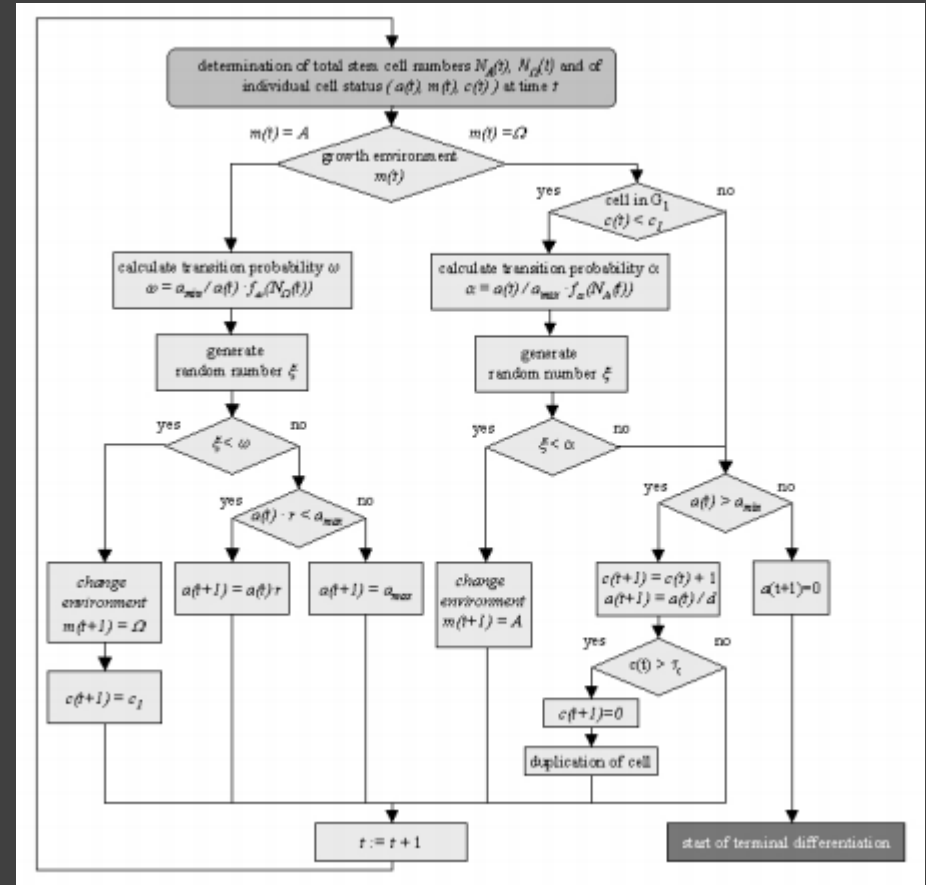 determination of total stem cell numbers N_A(t), N_Ω(t) and of
individual cell status ( a(t), m(t), c(t) ) at time t
m(t) = A
m(t) = Ω
growth environment
m(t)
yes
no
cell in G₁
c(t) < c₁
calculate transition probability ω
ω = a_min / a(t) · f_ω(N_Ω(t))
calculate transition probability α
α = a(t) / a_max · f_α(N_A(t))
generate
random number ξ
generate
random number ξ
yes
no
ξ < ω
yes
no
ξ < α
yes
no
a(t) · r < a_max
yes
no
a(t) > a_min
change
environment
m(t+1) = Ω
a(t+1) = a(t) r
a(t+1) = a_max
change
environment
m(t+1) = A
c(t+1) = c(t) + 1
a(t+1) = a(t) / d
a(t+1)=0
yes
no
c(t) > τ_c
c(t+1) = c₁
c(t+1)=0
duplication of cell
t := t + 1
start of terminal differentiation